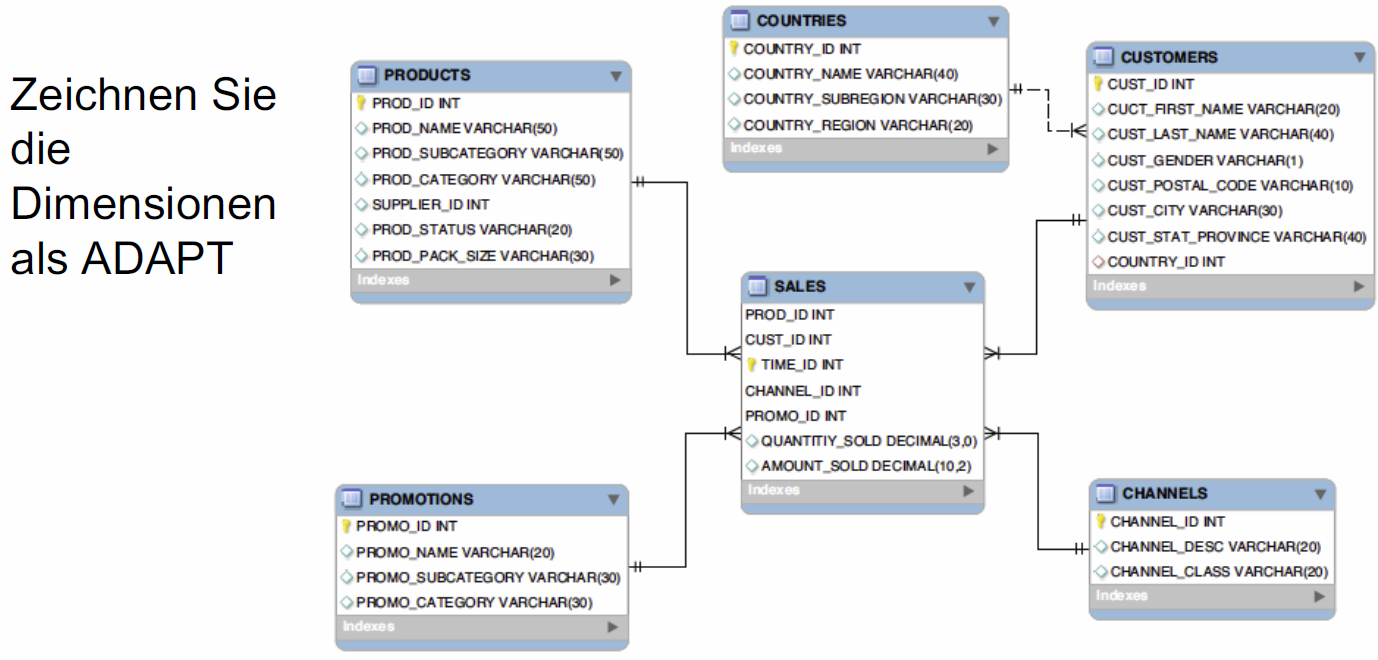 Zeichnen Sie
die
Dimensionen
als ADAPT
PRODUCTS
PROD_ID INT
PROD_NAME VARCHAR(50)
PROD_SUBCATEGORY VARCHAR(50)
PROD_CATEGORY VARCHAR(50)
SUPPLIER_ID INT
PROD_STATUS VARCHAR(20)
PROD_PACK_SIZE VARCHAR(30)
Indexes
COUNTRIES
COUNTRY_ID INT
COUNTRY_NAME VARCHAR(40)
COUNTRY_SUBREGION VARCHAR(30)
COUNTRY_REGION VARCHAR(20)
Indexes
CUSTOMERS
CUST_ID INT
CUCT_FIRST_NAME VARCHAR(20)
CUST_LAST_NAME VARCHAR(40)
CUST_GENDER VARCHAR(1)
CUST_POSTAL_CODE VARCHAR(10)
CUST_CITY VARCHAR(30)
CUST_STAT_PROVINCE VARCHAR(40)
COUNTRY_ID INT
Indexes
SALES
PROD_ID INT
CUST_ID INT
TIME_ID INT
CHANNEL_ID INT
PROMO_ID INT
QUANTITIY_SOLD DECIMAL(3,0)
AMOUNT_SOLD DECIMAL(10,2)
Indexes
PROMOTIONS
PROMO_ID INT
PROMO_NAME VARCHAR(20)
PROMO_SUBCATEGORY VARCHAR(30)
PROMO_CATEGORY VARCHAR(30)
Indexes
CHANNELS
CHANNEL_ID INT
CHANNEL_DESC VARCHAR(20)
CHANNEL_CLASS VARCHAR(20)
Indexes